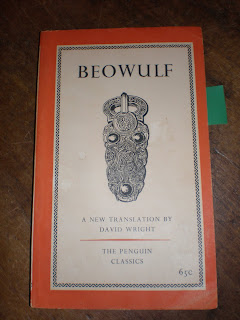 BEOWULF
A NEW TRANSLATION BY
DAVID WRIGHT
THE PENGUIN
CLASSICS
65c